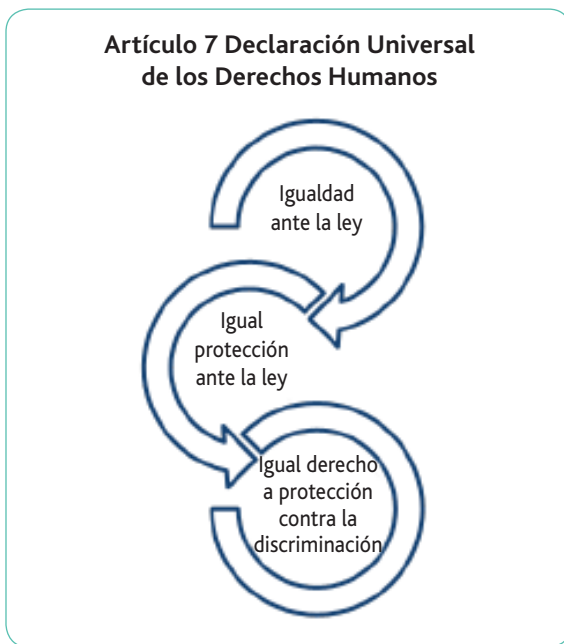 Artículo 7 Declaración Universal
de los Derechos Humanos
Igualdad
ante la ley
Igual
protección
ante la ley
Igual derecho
a protección
contra la
discriminación